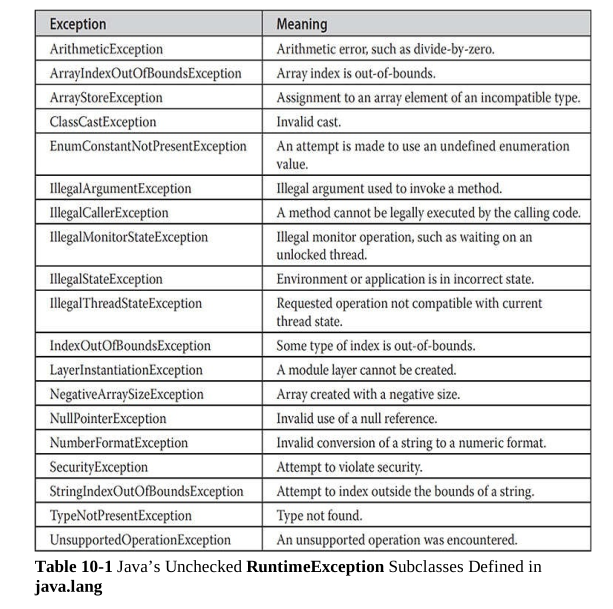 Exception Meaning
ArithmeticException Arithmetic error, such as divide-by-zero.
ArrayIndexOutOfBoundsException Array index is out-of-bounds.
ArrayStoreException Assignment to an array element of an incompatible type.
ClassCastException Invalid cast.
EnumConstantNotPresentException An attempt is made to use an undefined enumeration
value.
IllegalArgumentException Illegal argument used to invoke a method.
IllegalCallerException A method cannot be legally executed by the calling code.
IllegalMonitorStateException Illegal monitor operation, such as waiting on an
unlocked thread.
IllegalStateException Environment or application is in incorrect state.
IllegalThreadStateException Requested operation not compatible with current
thread state.
IndexOutOfBoundsException Some type of index is out-of-bounds.
LayerInstantiationException A module layer cannot be created.
NegativeArraySizeException Array created with a negative size.
NullPointerException Invalid use of a null reference.
NumberFormatException Invalid conversion of a string to a numeric format.
SecurityException Attempt to violate security.
StringIndexOutOfBoundsException Attempt to index outside the bounds of a string.
TypeNotPresentException Type not found.
UnsupportedOperationException An unsupported operation was encountered.
Table 10-1 Java’s Unchecked RuntimeException Subclasses Defined in
java.lang